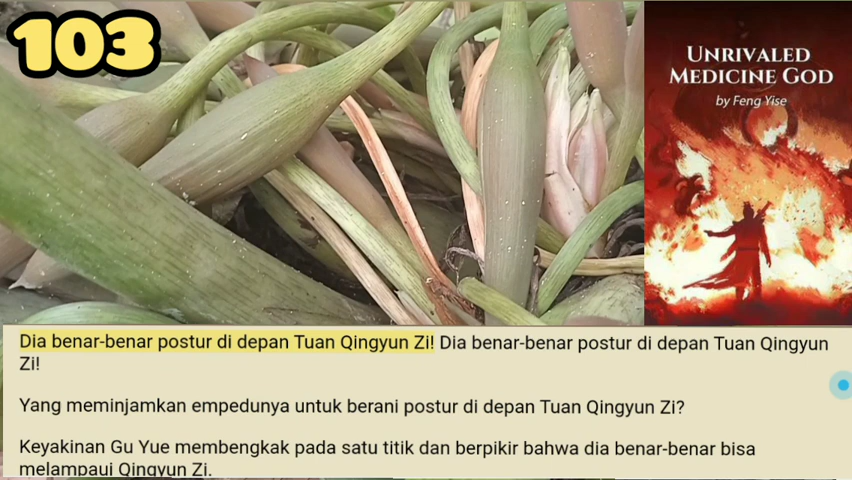 103
UNRIVALED
MEDICINE GOD
by Feng Yise
Dia benar-benar postur di depan Tuan Qingyun Zi! Dia benar-benar postur di depan Tuan Qingyun
Zi!
Yang meminjamkan empedunya untuk berani postur di depan Tuan Qingyun Zi?
Keyakinan Gu Yue membengkak pada satu titik dan berpikir bahwa dia benar-benar bisa
melampaui Qingyun Zi.